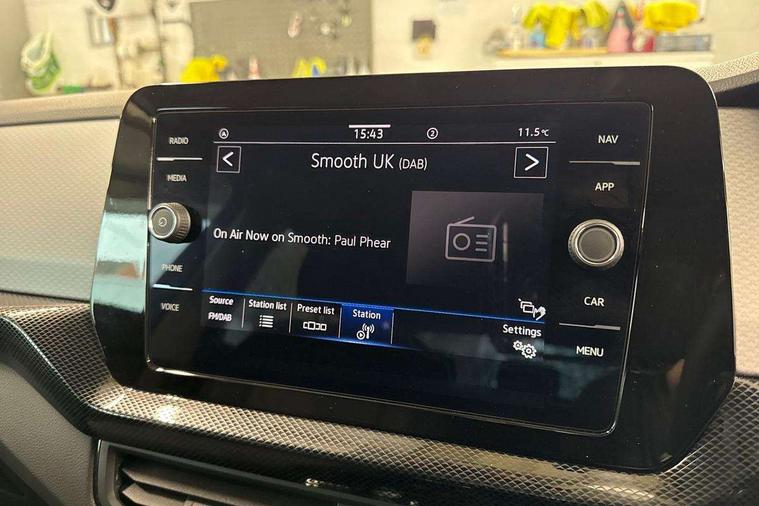 RADIO
MEDIA
PHONE
VOICE
A 15:43 2 11.5°C
< Smooth UK (DAB) >
On Air Now on Smooth: Paul Phear
Source
FM/DAB
Station list
Preset list
Station
Settings
NAV
APP
CAR
MENU